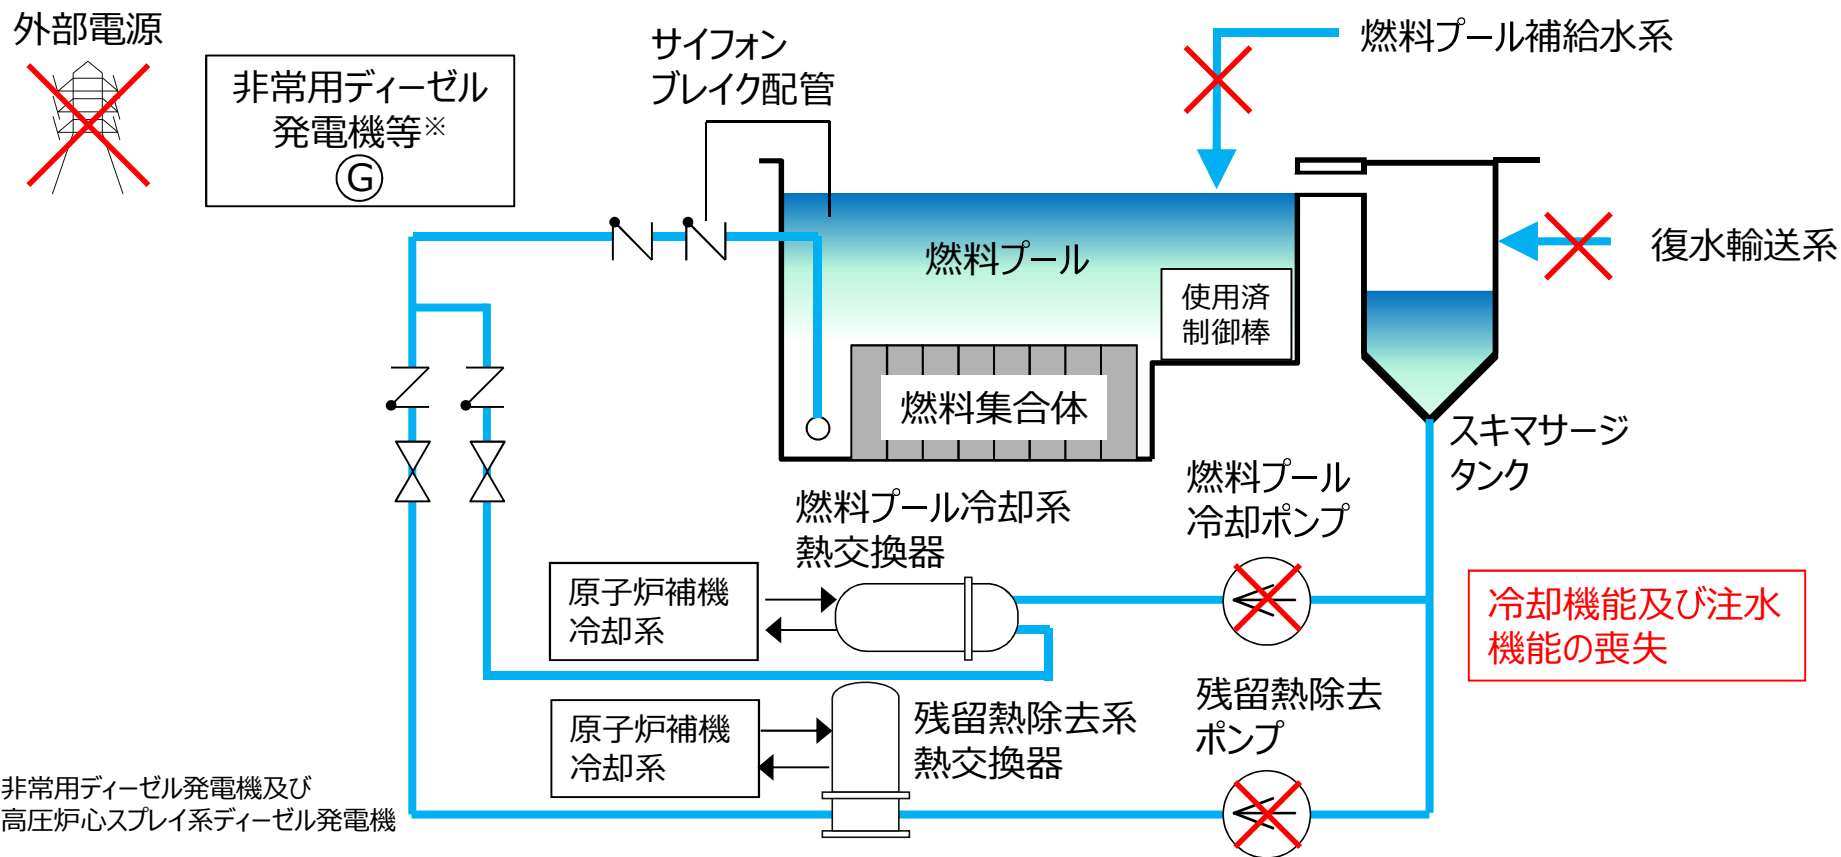 外部電源
非常用ディーゼル
発電機等※
G
サイフォン
ブレイク配管
燃料プール補給水系
復水輸送系
燃料プール
使用済
制御棒
燃料集合体
スキマサージ
タンク
燃料プール冷却系
熱交換器
燃料プール
冷却ポンプ
原子炉補機
冷却系
冷却機能及び注水
機能の喪失
原子炉補機
冷却系
残留熱除去系
熱交換器
残留熱除去
ポンプ
非常用ディーゼル発電機及び
高圧炉心スプレイ系ディーゼル発電機